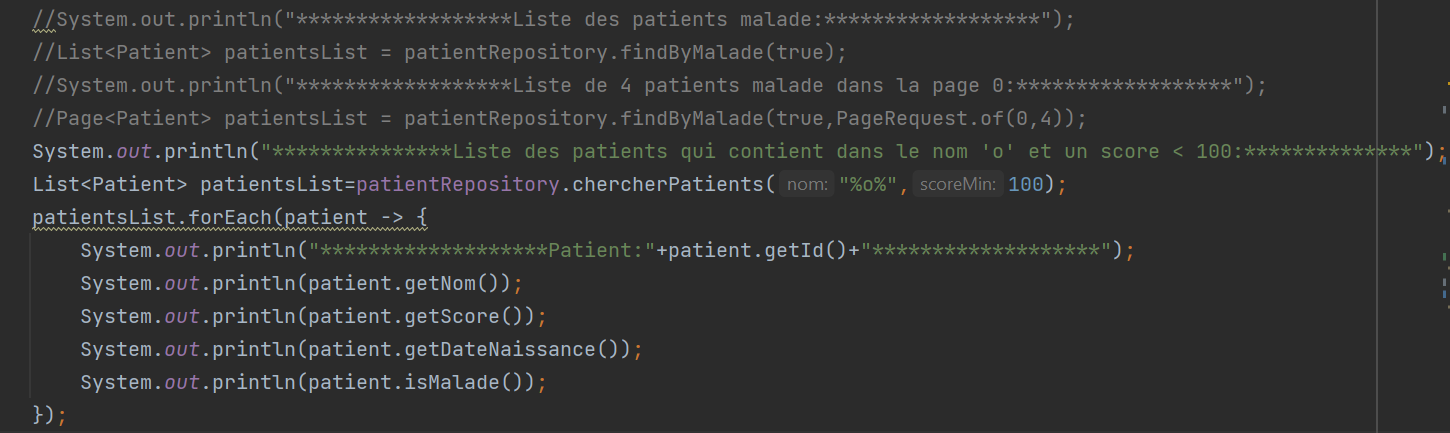 //System.out.println("******************Liste des patients malade:******************");
//List<Patient> patientsList = patientRepository.findByMalade(true);
//System.out.println("******************Liste de 4 patients malade dans la page 0:******************");
//Page<Patient> patientsList = patientRepository.findByMalade(true,PageRequest.of(0,4));
System.out.println("***************Liste des patients qui contient dans le nom 'o' et un score < 100:**************");
List<Patient> patientsList=patientRepository.chercherPatients( nom: "%o%", scoreMin: 100);
patientsList.forEach(patient -> {
    System.out.println("*******************Patient:"+patient.getId()+"*******************");
    System.out.println(patient.getNom());
    System.out.println(patient.getScore());
    System.out.println(patient.getDateNaissance());
    System.out.println(patient.isMalade());
});